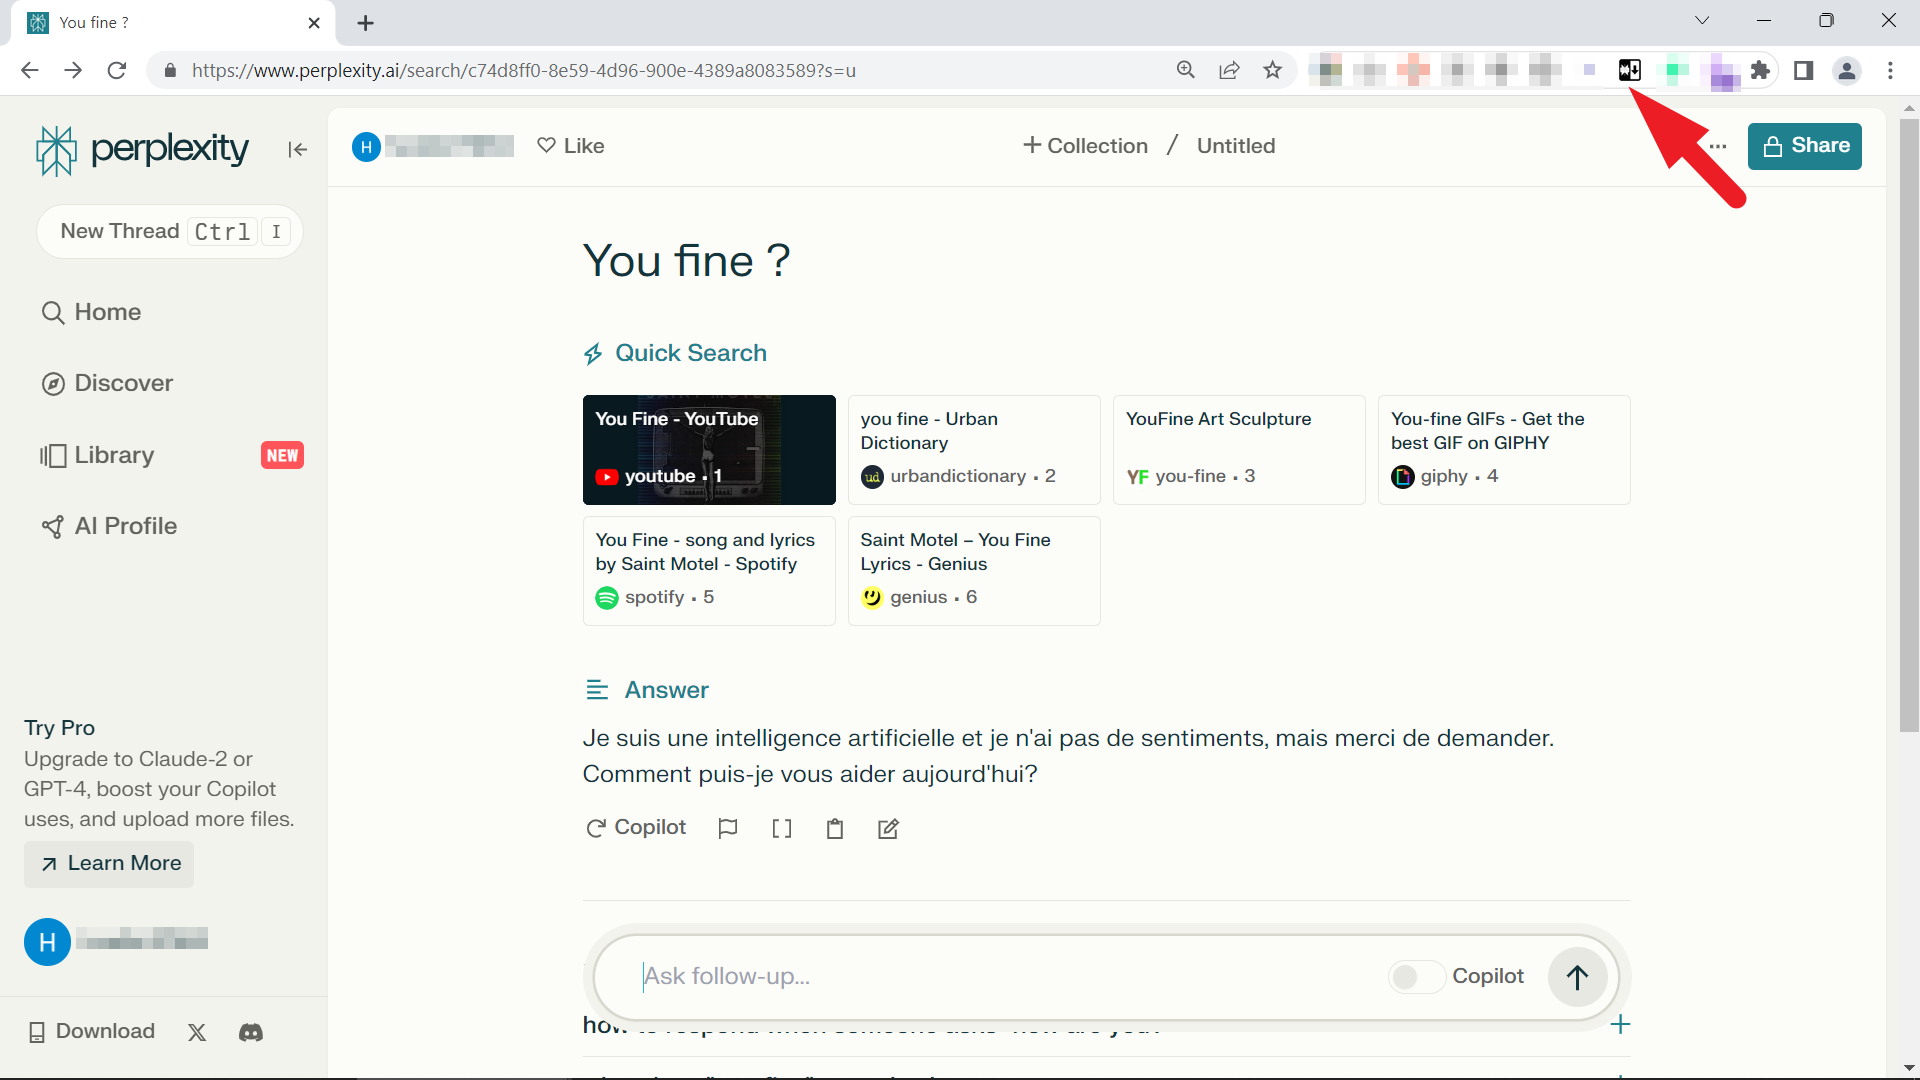 You fine ?
https://www.perplexity.ai/search/c74d8ff0-8e59-4d96-900e-4389a8083589?s=u
perplexity
H
Like
+ Collection / Untitled
Share
New Thread Ctrl I
Home
Discover
Library NEW
AI Profile
You fine ?
Quick Search
You Fine - YouTube
youtube · 1
you fine - Urban
Dictionary
ud urbandictionary · 2
YouFine Art Sculpture
YF you-fine · 3
You-fine GIFs - Get the
best GIF on GIPHY
giphy · 4
You Fine - song and lyrics
by Saint Motel - Spotify
spotify · 5
Saint Motel – You Fine
Lyrics - Genius
genius · 6
Answer
Je suis une intelligence artificielle et je n'ai pas de sentiments, mais merci de demander.
Comment puis-je vous aider aujourd'hui?
Copilot
Try Pro
Upgrade to Claude-2 or
GPT-4, boost your Copilot
uses, and upload more files.
Learn More
H
Ask follow-up...
Copilot
Download